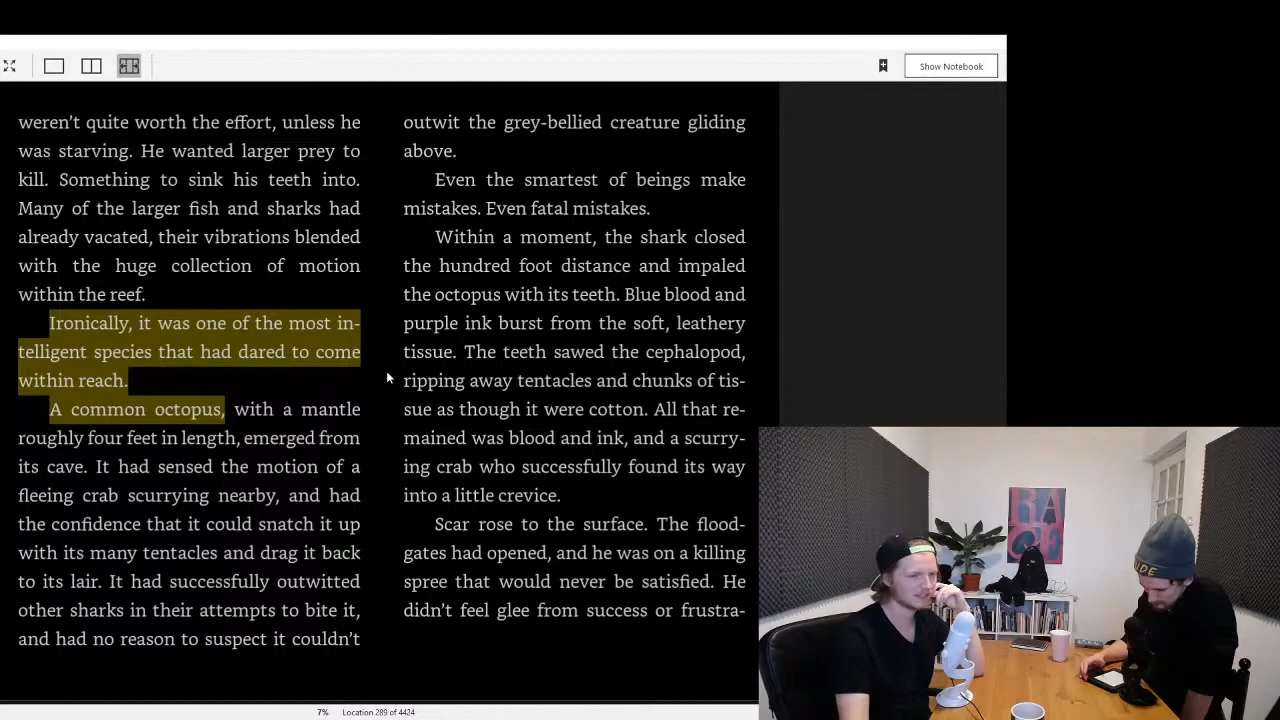 Show Notebook
weren't quite worth the effort, unless he
was starving. He wanted larger prey to
kill. Something to sink his teeth into.
Many of the larger fish and sharks had
already vacated, their vibrations blended
with the huge collection of motion
within the reef.
Ironically, it was one of the most in-
telligent species that had dared to come
within reach.
A common octopus, with a mantle
roughly four feet in length, emerged from
its cave. It had sensed the motion of a
fleeing crab scurrying nearby, and had
the confidence that it could snatch it up
with its many tentacles and drag it back
to its lair. It had successfully outwitted
other sharks in their attempts to bite it,
and had no reason to suspect it couldn't
outwit the grey-bellied creature gliding
above.
Even the smartest of beings make
mistakes. Even fatal mistakes.
Within a moment, the shark closed
the hundred foot distance and impaled
the octopus with its teeth. Blue blood and
purple ink burst from the soft, leathery
tissue. The teeth sawed the cephalopod,
ripping away tentacles and chunks of tis-
sue as though it were cotton. All that re-
mained was blood and ink, and a scurry-
ing crab who successfully found its way
into a little crevice.
Scar rose to the surface. The flood-
gates had opened, and he was on a killing
spree that would never be satisfied. He
didn't feel glee from success or frustra-
7% Location 289 of 4424
RA